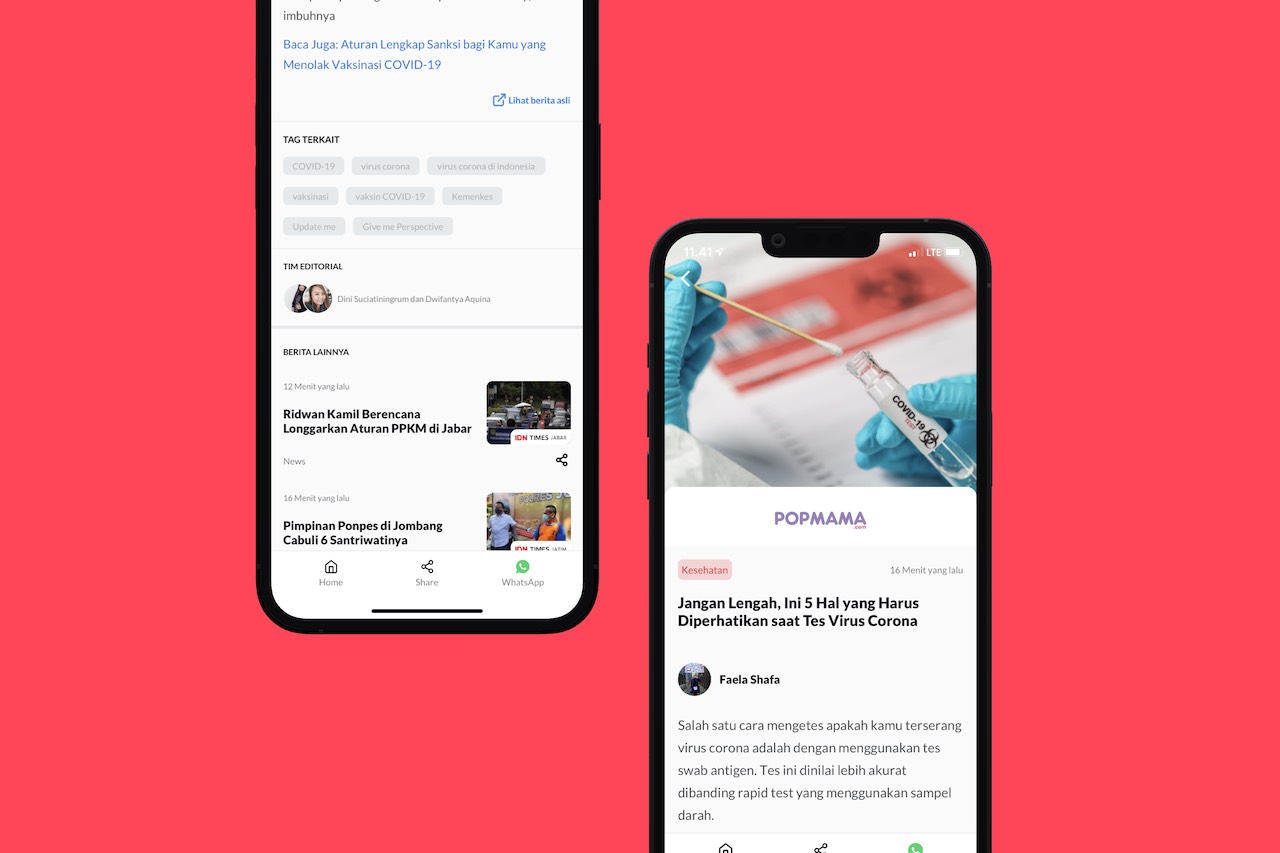 imbuhnya
Baca Juga: Aturan Lengkap Sanksi bagi Kamu yang
Menolak Vaksinasi COVID-19
Lihat berita asli
TAG TERKAIT
COVID-19 virus corona virus corona di indonesia
vaksinasi vaksin COVID-19 Kemenkes
Update me Give me Perspective
TIM EDITORIAL
Dini Suciatiningrum dan Dwifantya Aquina
BERITA LAINNYA
12 Menit yang lalu
Ridwan Kamil Berencana
Longgarkan Aturan PPKM di Jabar
IDN TIMES JABAR
News
16 Menit yang lalu
Pimpinan Ponpes di Jombang
Cabuli 6 Santriwatinya
IDN TIMES JATIM
Home Share WhatsApp
11.41 LTE
COVID-19
TEST
POPMAMA
.com
Kesehatan 16 Menit yang lalu
Jangan Lengah, Ini 5 Hal yang Harus
Diperhatikan saat Tes Virus Corona
Faela Shafa
Salah satu cara mengetes apakah kamu terserang
virus corona adalah dengan menggunakan tes
swab antigen. Tes ini dinilai lebih akurat
dibanding rapid test yang menggunakan sampel
darah.